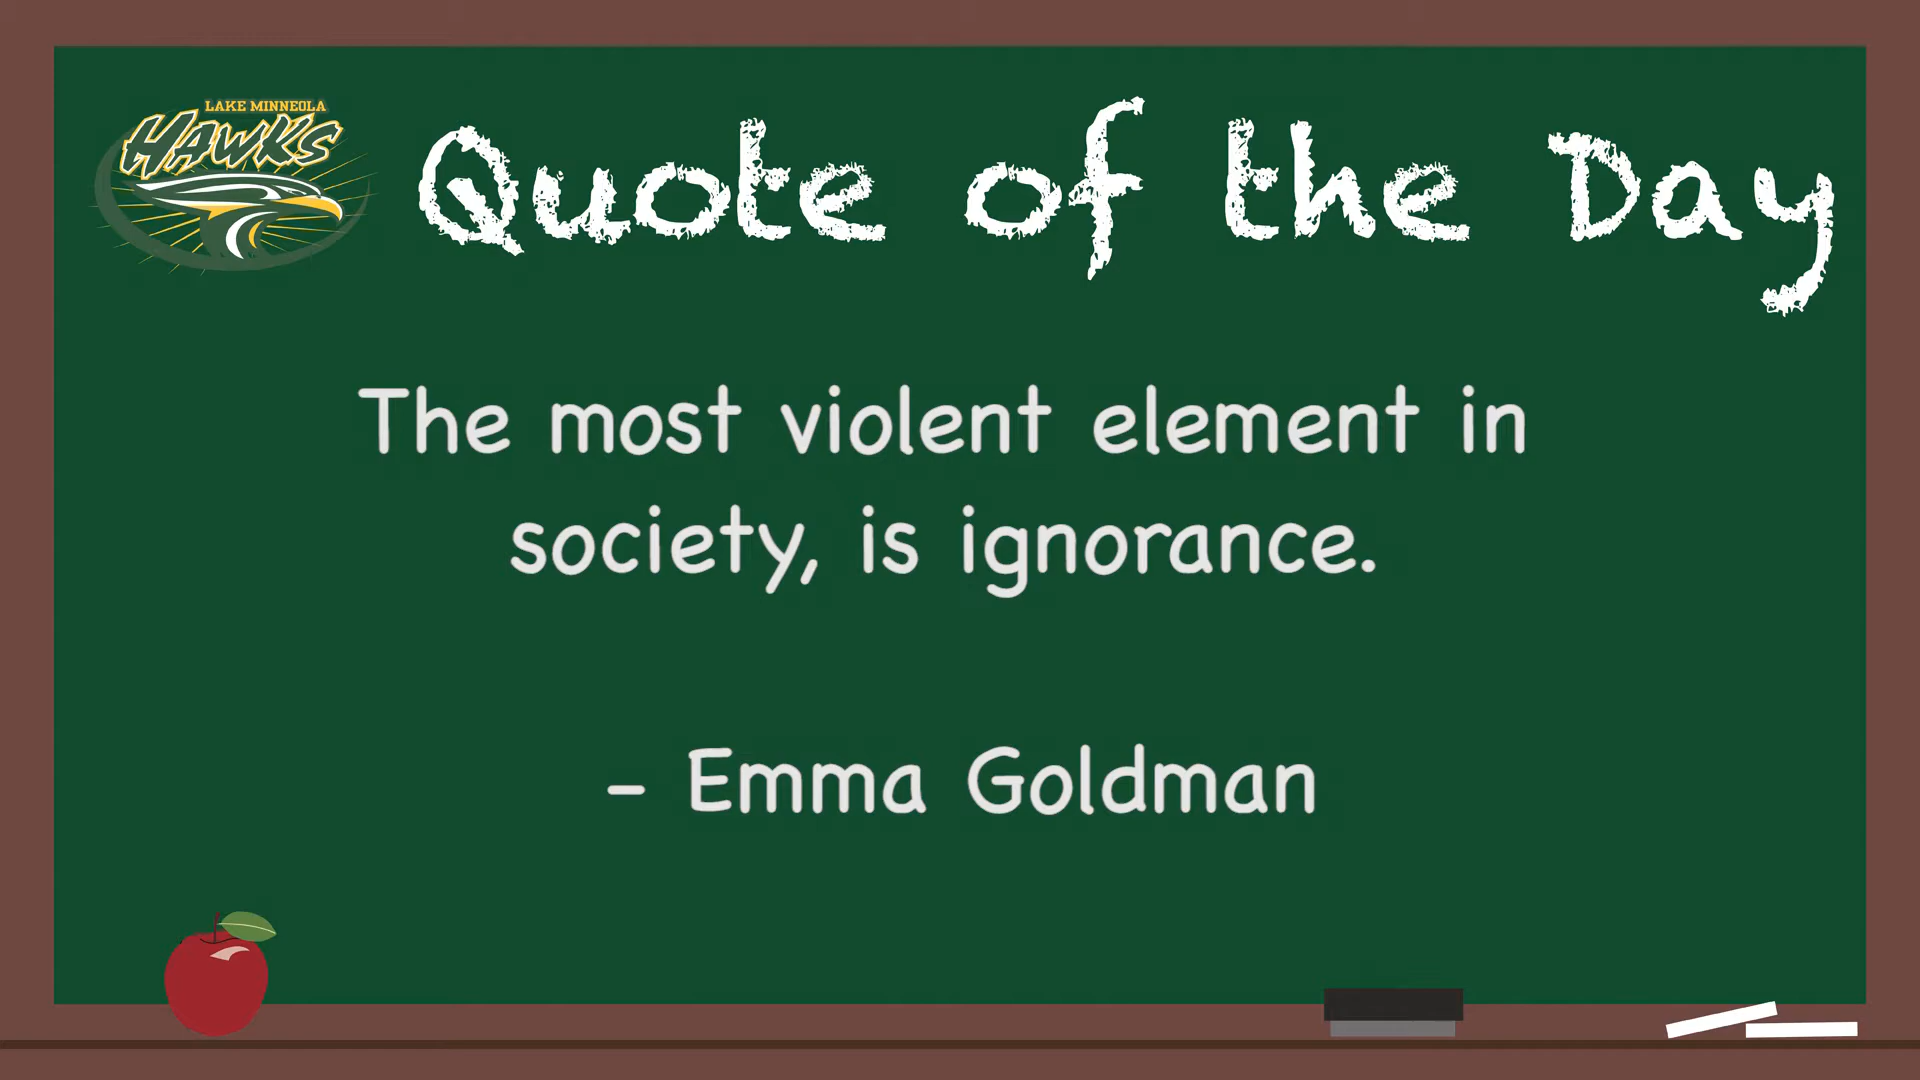 LAKE MINNEOLA
HAWKS
Quote of the Day
The most violent element in
society, is ignorance.
- Emma Goldman